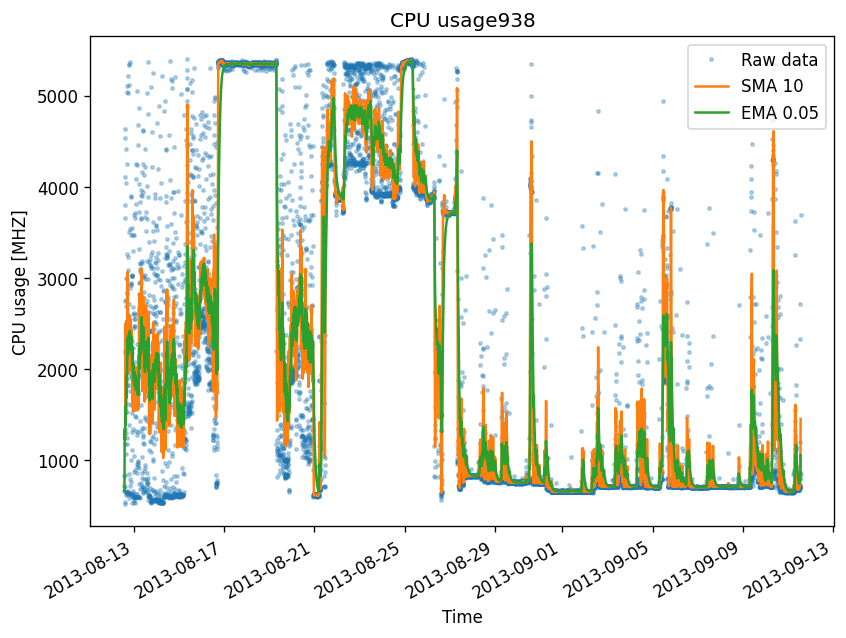 CPU usage938
Raw data
SMA 10
EMA 0.05
CPU usage [MHZ]
5000
4000
3000
2000
1000
2013-08-13
2013-08-17
2013-08-21
2013-08-25
2013-08-29
2013-09-01
2013-09-05
2013-09-09
2013-09-13
Time